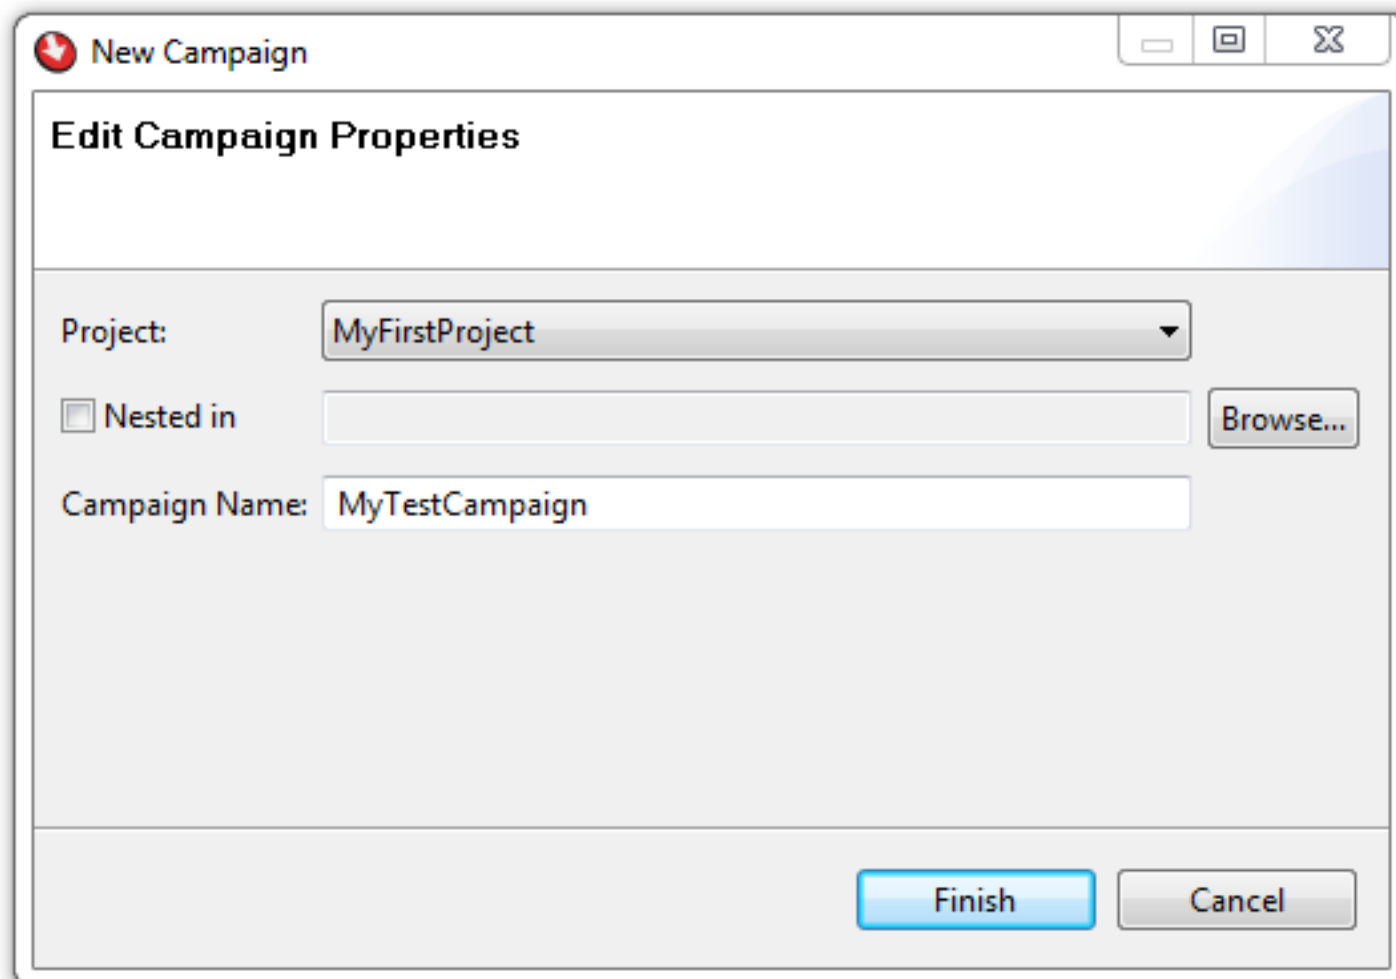 New Campaign
Edit Campaign Properties
Project: MyFirstProject
Nested in Browse...
Campaign Name: MyTestCampaign
Finish Cancel